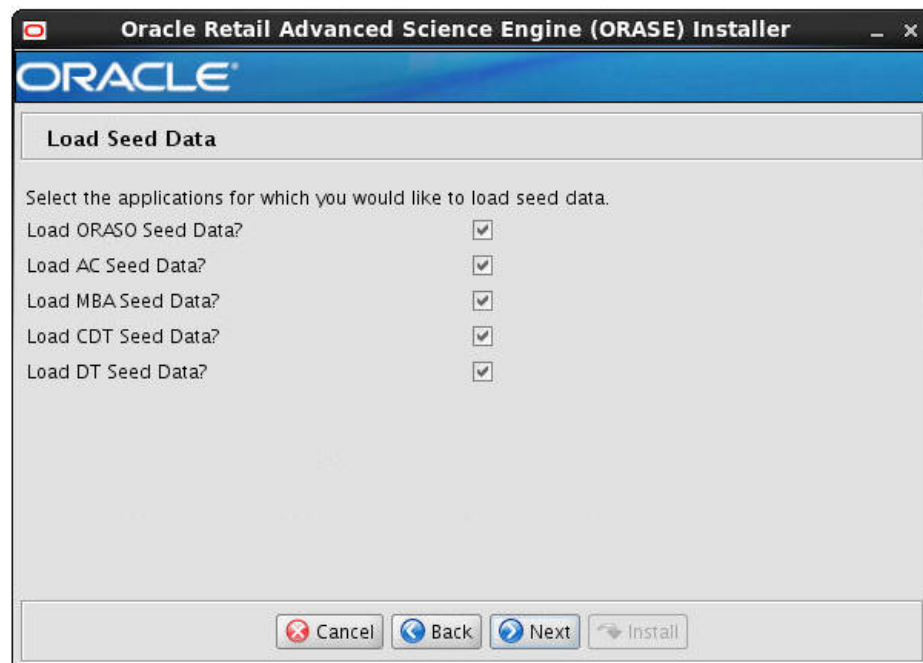 Oracle Retail Advanced Science Engine (ORASE) Installer
ORACLE®
Load Seed Data
Select the applications for which you would like to load seed data.
Load ORASO Seed Data?
Load AC Seed Data?
Load MBA Seed Data?
Load CDT Seed Data?
Load DT Seed Data?
Cancel Back Next Install